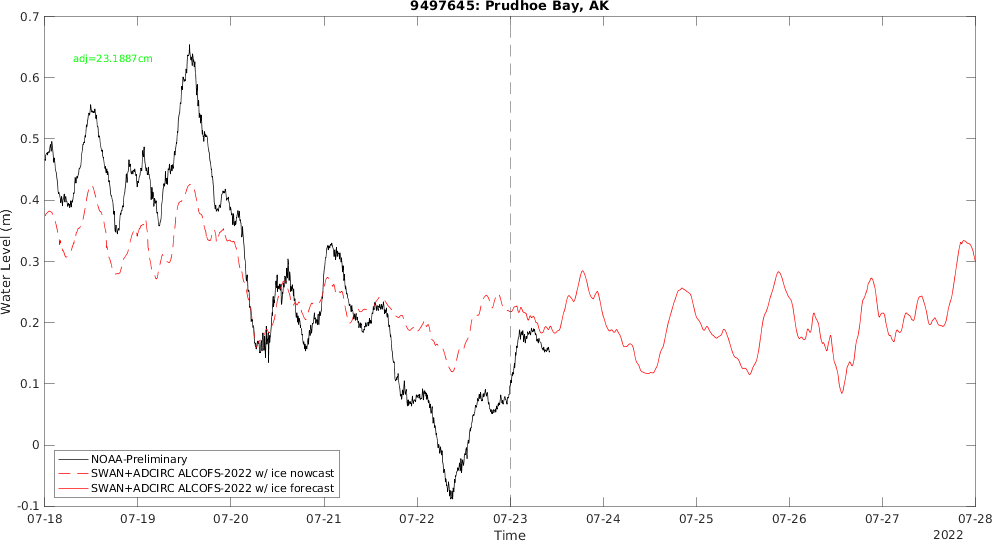 9497645: Prudhoe Bay, AK
adj=23.1887cm
Water Level (m)
0.7
0.6
0.5
0.4
0.3
0.2
0.1
0
-0.1
NOAA-Preliminary
SWAN+ADCIRC ALCOFS-2022 w/ ice nowcast
SWAN+ADCIRC ALCOFS-2022 w/ ice forecast
07-18 07-19 07-20 07-21 07-22 07-23 07-24 07-25 07-26 07-27 07-28
Time
2022